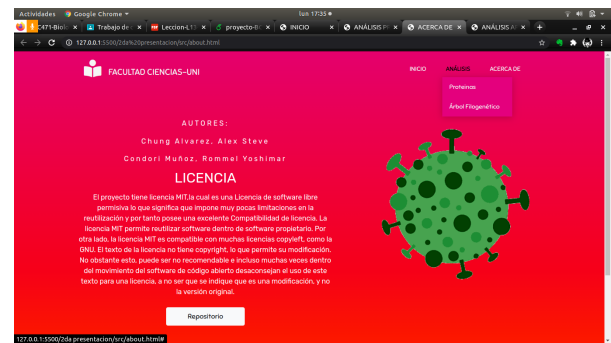 Actividades Google Chrome lun 17:35
C471-Biolo Trabajo de Leccion-L1 proyecto-BC INICIO ANÁLISIS F ACERCA DE ANÁLISIS A
127.0.0.1:5500/2da%20presentacion/src/about.html
FACULTAD CIENCIAS-UNI
INICIO ANÁLISIS ACERCA DE
Proteinas
Árbol Filogenético
AUTORES:
Chung Alvarez, Alex Steve
Condori Muñoz, Rommel Yoshimar
LICENCIA
El proyecto tiene licencia MIT,la cual es una Licencia de software libre
permisiva lo que significa que impone muy pocas limitaciones en la
reutilización y por tanto posee una excelente Compatibilidad de licencia. La
licencia MIT permite reutilizar software dentro de software propietario. Por
otra lado, la licencia MIT es compatible con muchas licencias copyleft, como la
GNU. El texto de la licencia no tiene copyright, lo que permite su modificación.
No obstante esto, puede ser no recomendable e incluso muchas veces dentro
del movimiento del software de código abierto desaconsejan el uso de este
texto para una licencia, a no ser que se indique que es una modificación, y no
la versión original.
Repositorio
127.0.0.1:5500/2da presentacion/src/about.html#